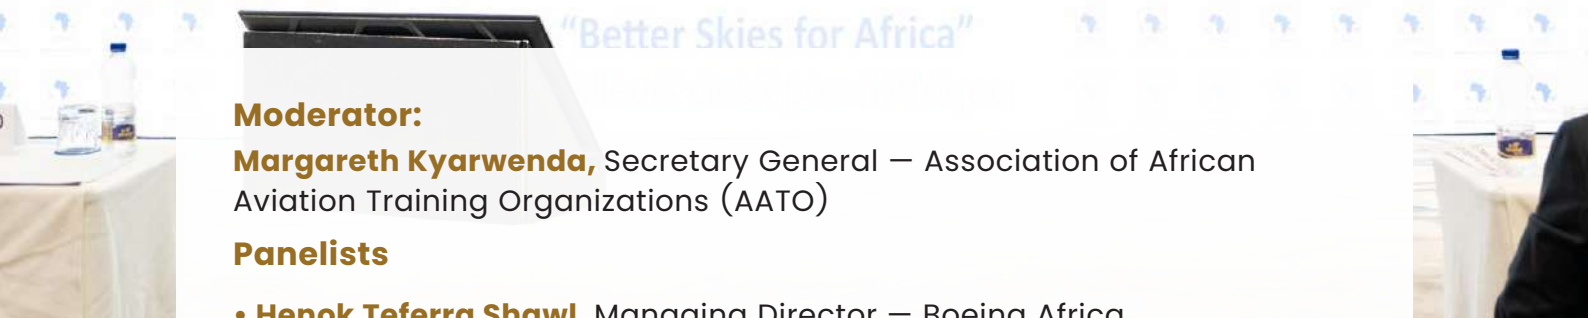 “Better Skies for Africa”
Moderator:
Margareth Kyarwenda, Secretary General — Association of African
Aviation Training Organizations (AATO)
Panelists
• Henok Teferra Shawl, Managing Director — Boeing Africa